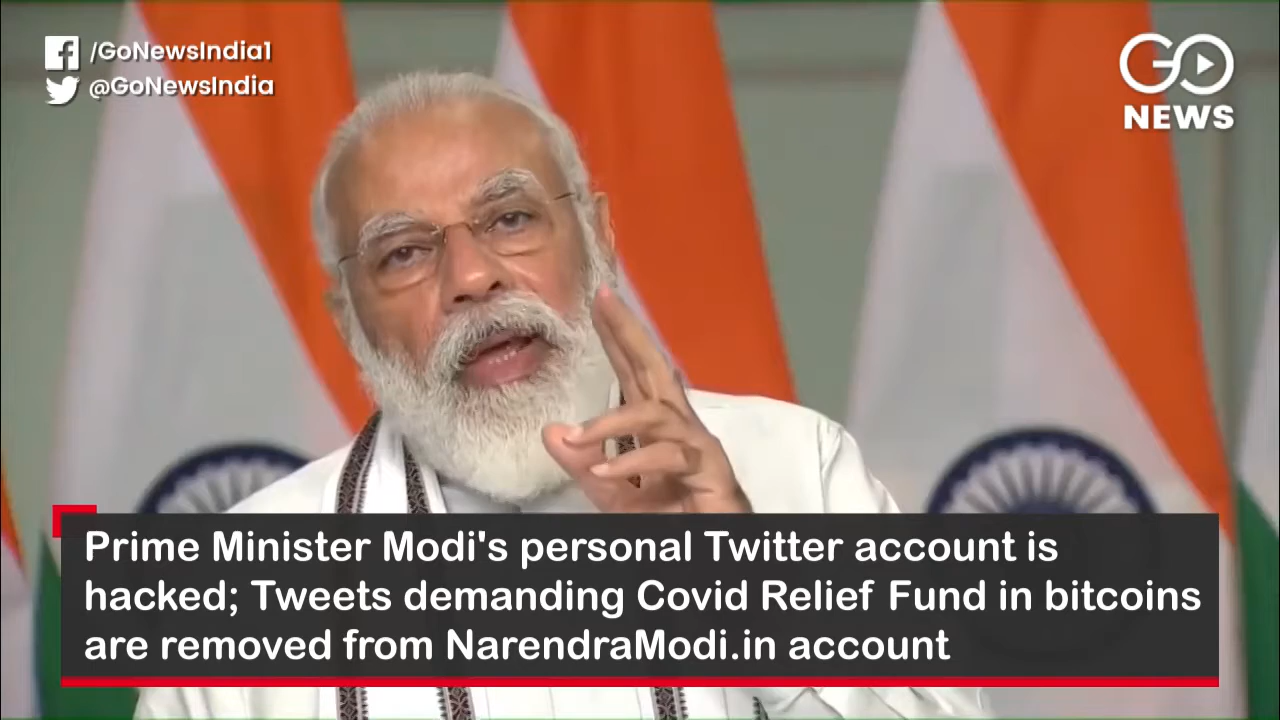 /GoNewsIndia1
@GoNewsIndia
GO
NEWS
Prime Minister Modi's personal Twitter account is
hacked; Tweets demanding Covid Relief Fund in bitcoins
are removed from NarendraModi.in account